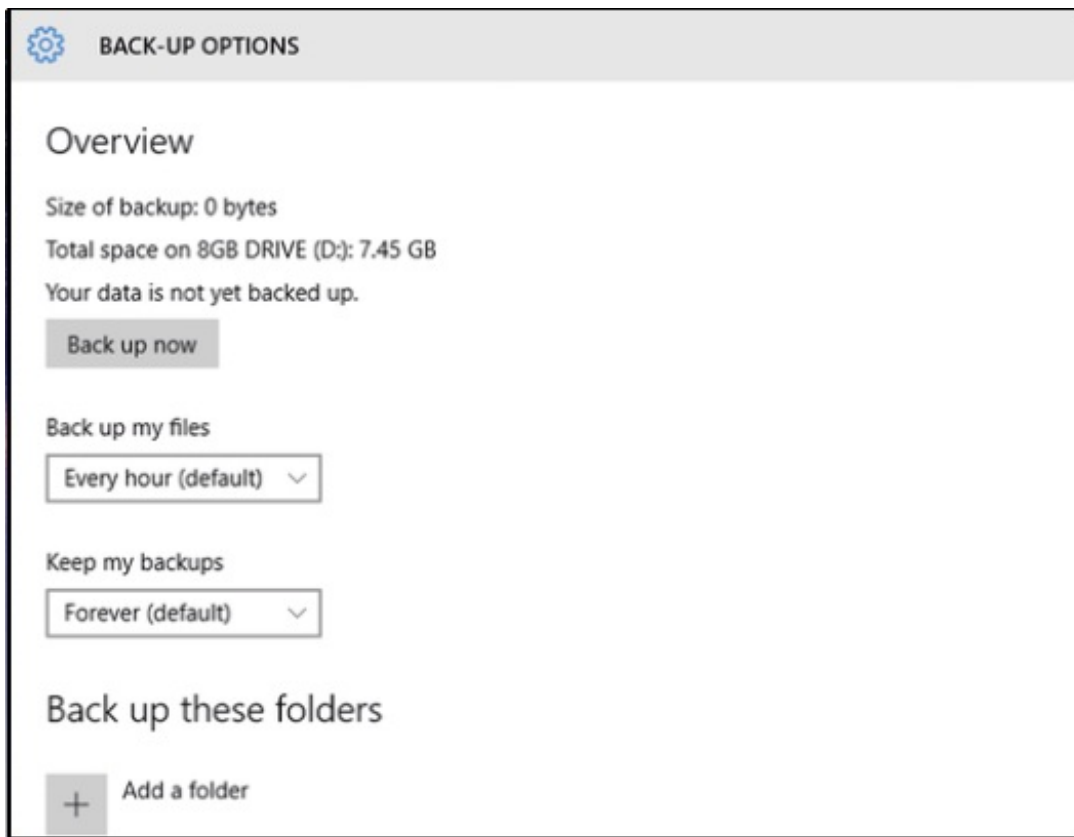 BACK-UP OPTIONS
Overview
Size of backup: 0 bytes
Total space on 8GB DRIVE (D:): 7.45 GB
Your data is not yet backed up.
Back up now
Back up my files
Every hour (default)
Keep my backups
Forever (default)
Back up these folders
Add a folder